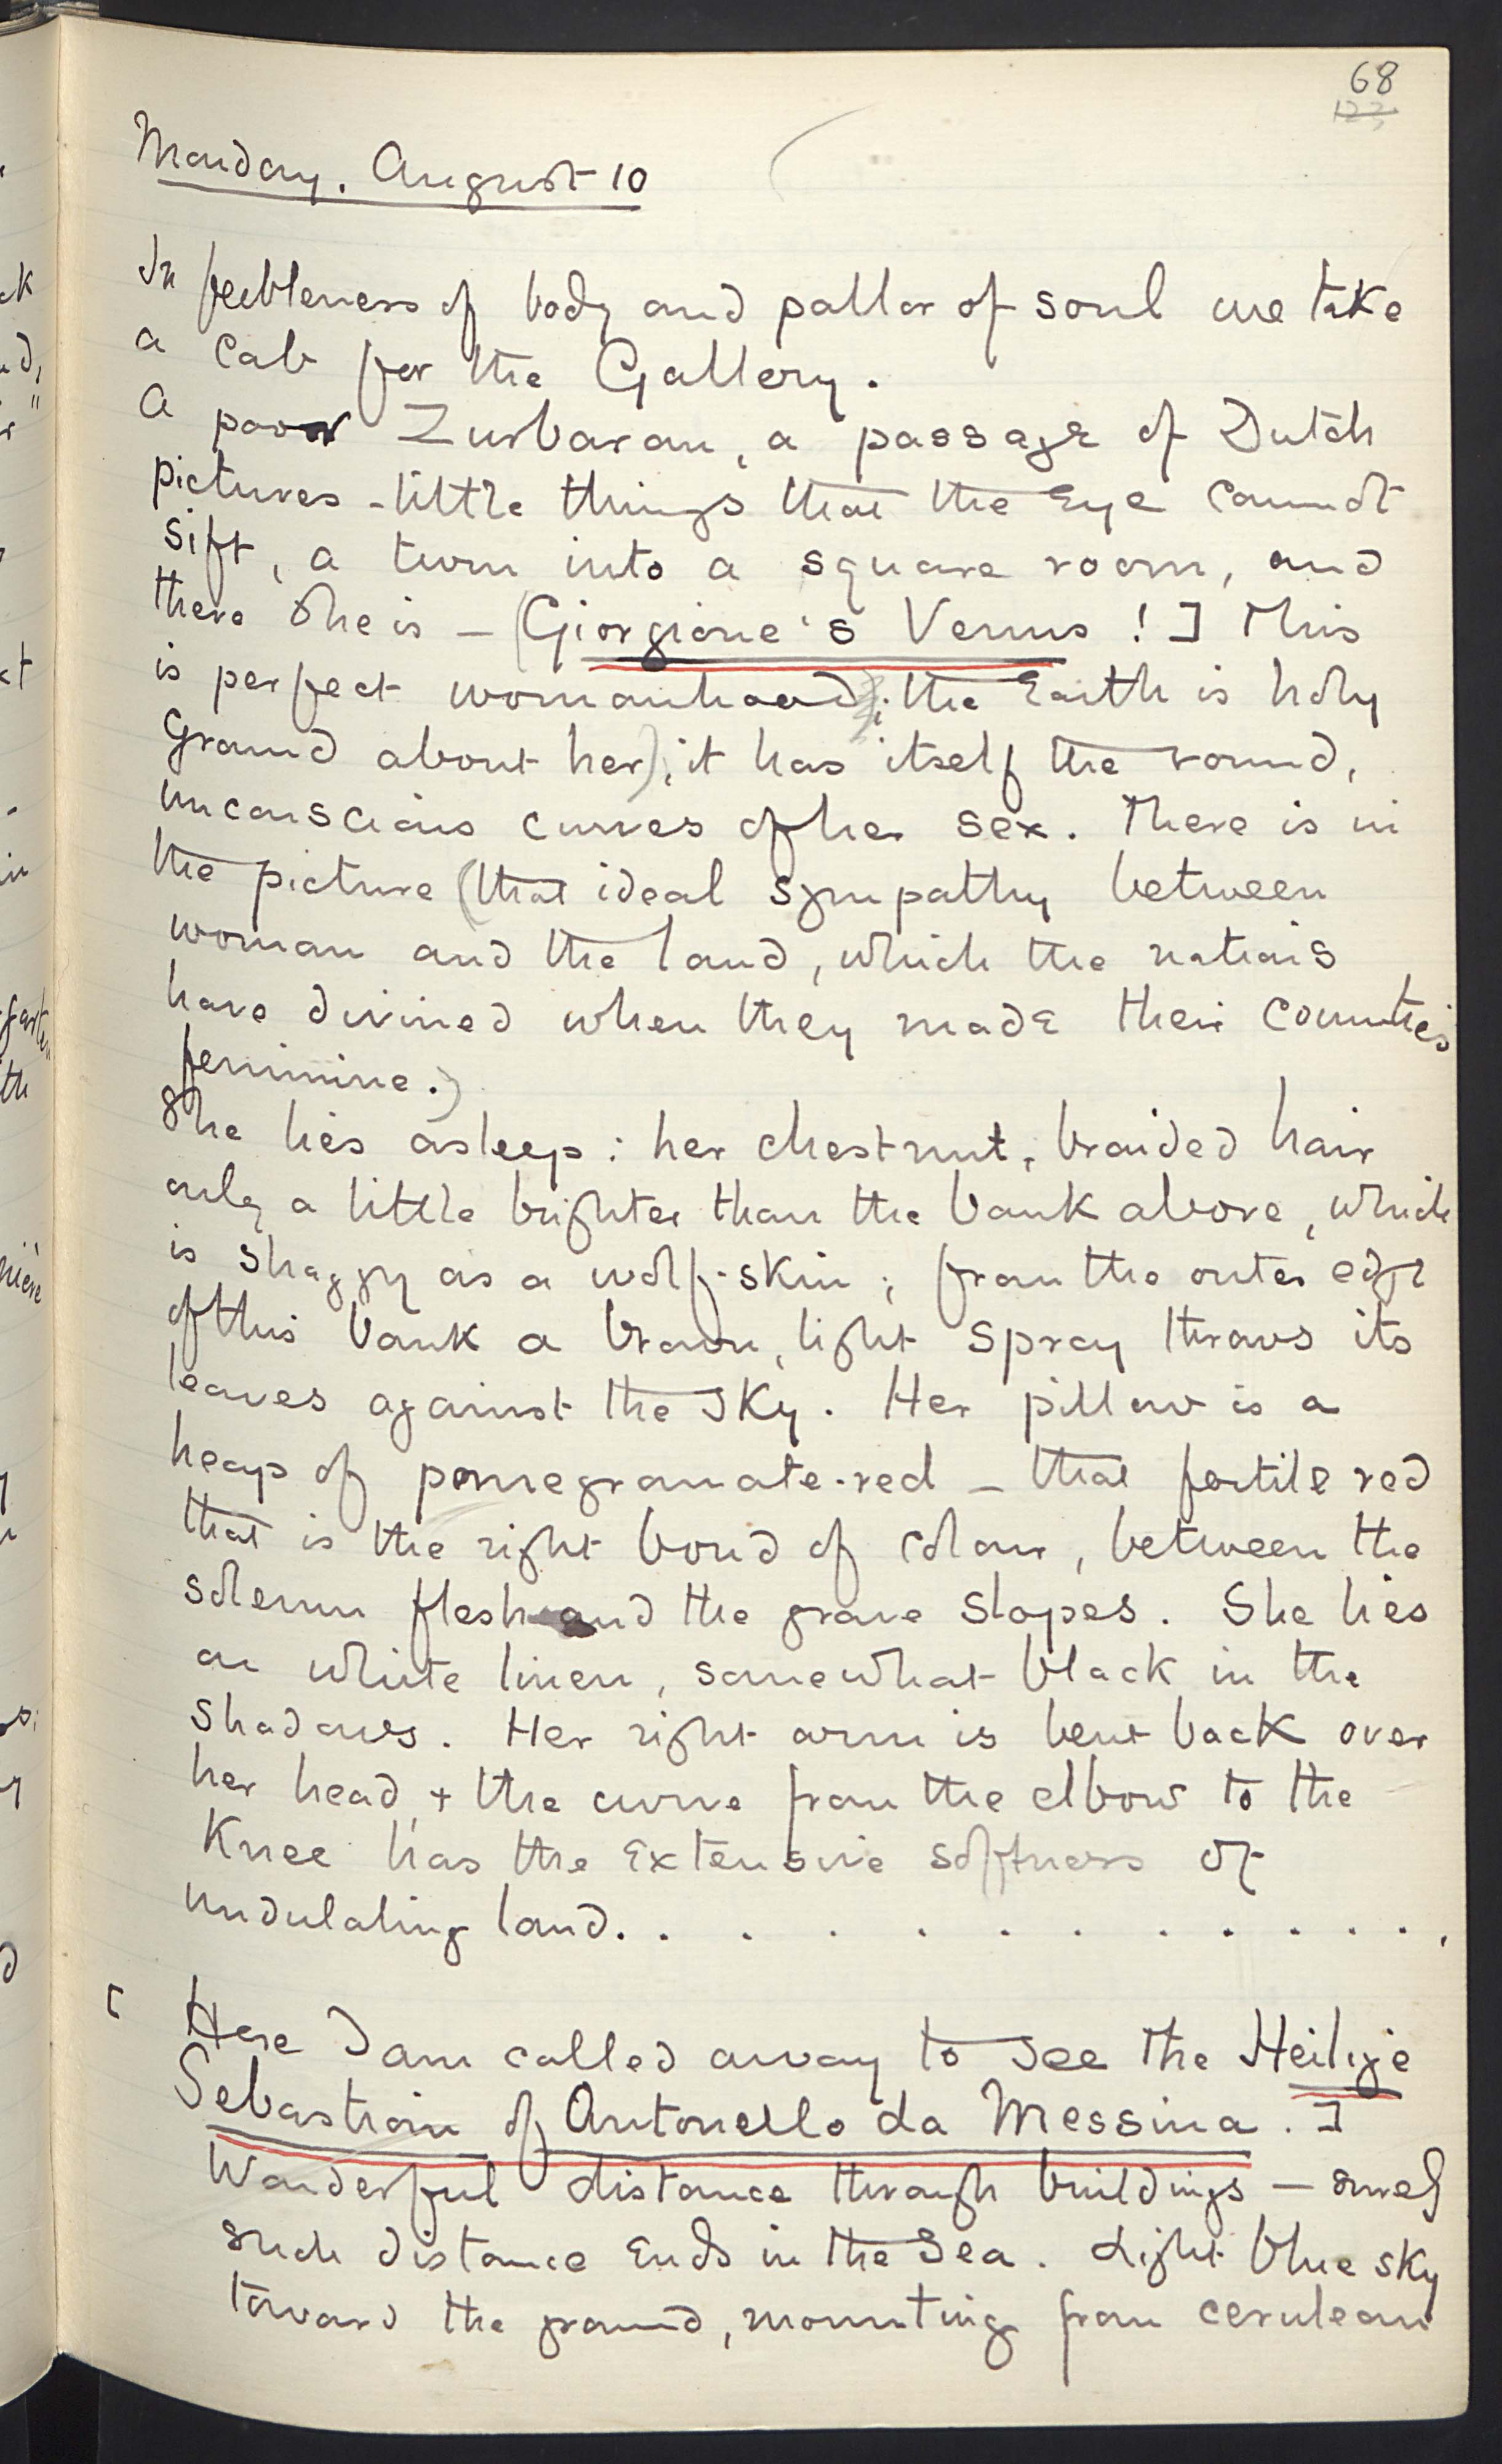 68
123
Monday. August 10
In feebleness of body and pallor of soul we take
a cab for the Gallery.
A poor Zurbaran, a passage of Dutch
pictures - little things that the Eye cannot
sift, a turn into a square room, and
there she is — (Giorgione's Venus ! ] This
is perfect womanhood; the Earth is holy
ground about her); it has itself the round,
unconscious curves of her sex. There is in
the picture (that ideal sympathy between
woman and the land, which the nations
have divined when they made their countries
feminine.)
She lies asleep : her chestnut, braided hair
only a little brighter than the bank above, which
is shaggy as a wolf-skin ; from the outer edge
of this bank a brown, light spray throws its
leaves against the sky. Her pillow is a
heap of pomegranate-red — that fertile red
that is the right bond of colour, between the
solemn flesh and the grave slopes. She lies
on white linen, somewhat black in the
shadows. Her right arm is bent back over
her head, + the curve from the elbow to the
Knee has the Extensive softness of
undulating land. . . . . . . . . . . . .
[ Here I am called away to see the Heilige
Sebastian of Antonello da Messina. ]
Wonderful distance through buildings — surely
such distance Ends in the Sea. Light blue sky
toward the ground, mounting from cerulean